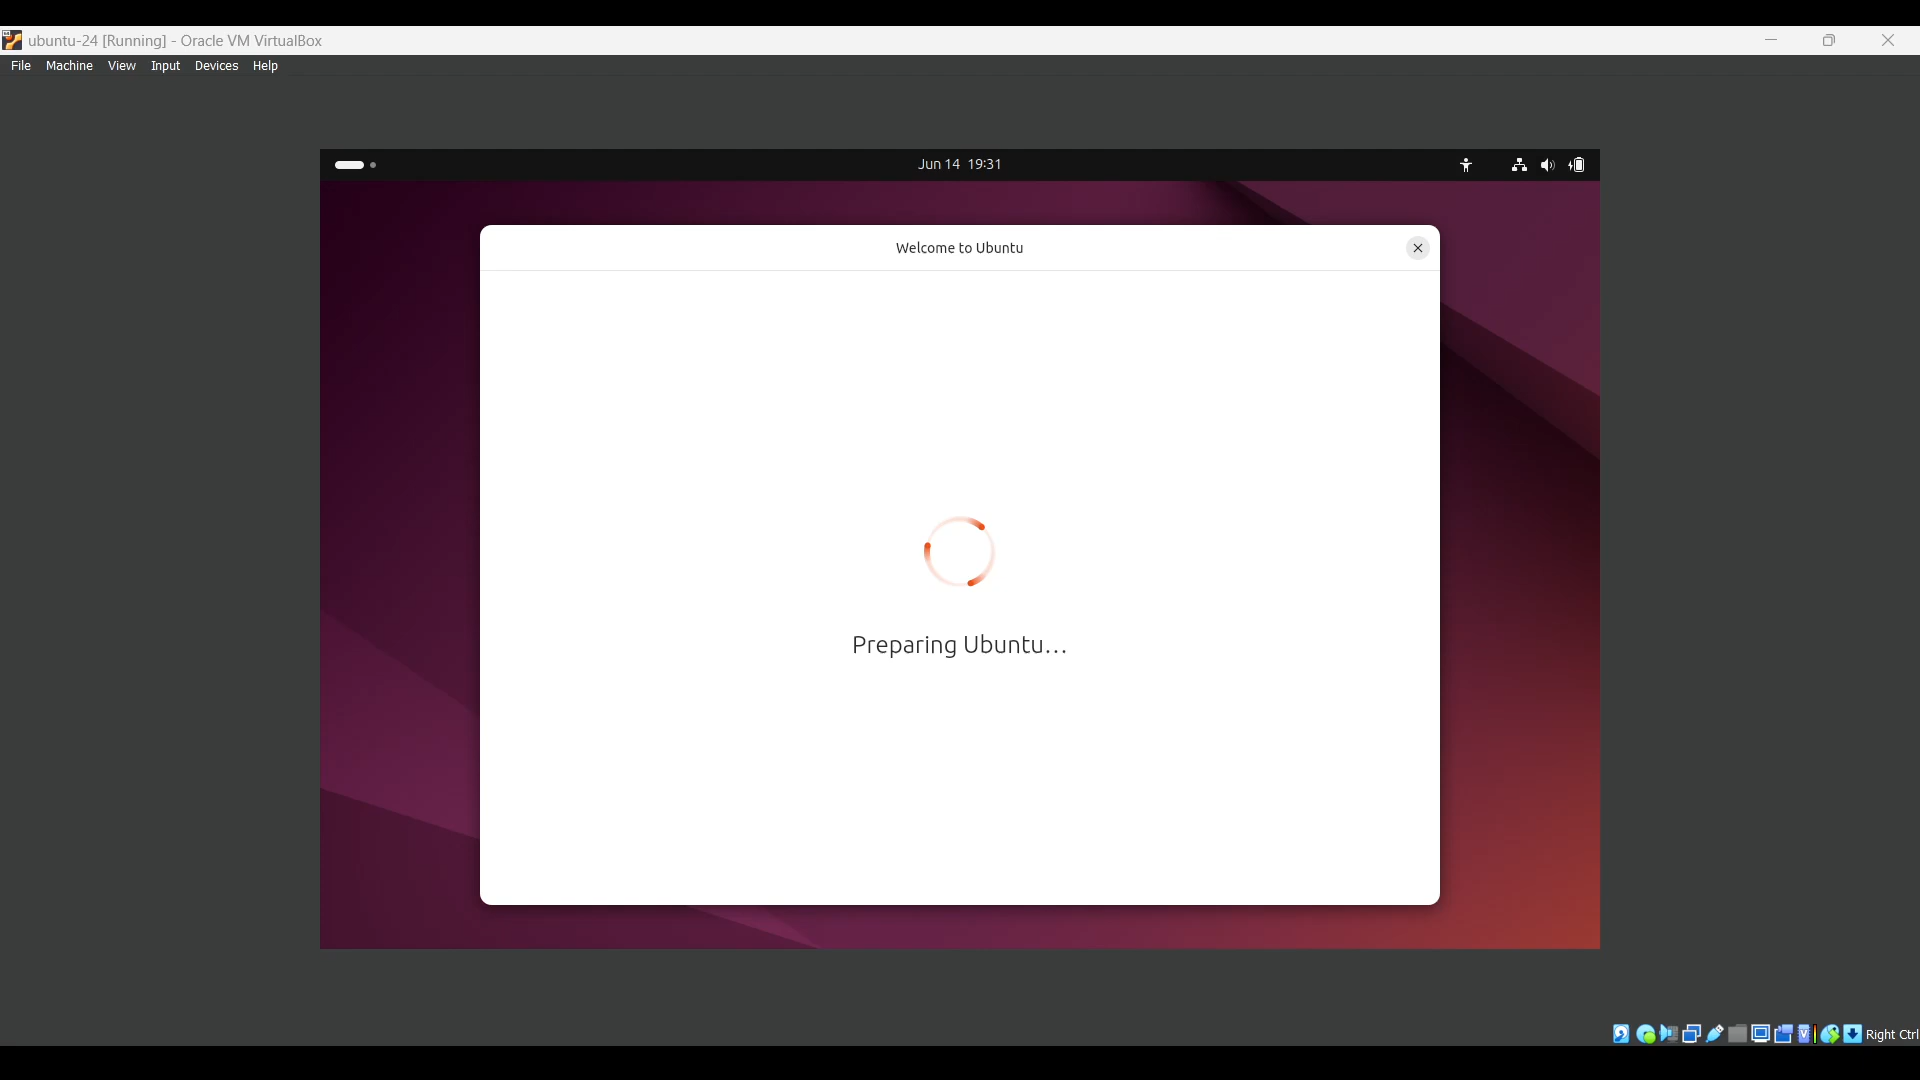 ubuntu-24 [Running] - Oracle VM VirtualBox
File Machine View Input Devices Help
Jun 14 19:31
Welcome to Ubuntu
Preparing Ubuntu...
Right Ctrl